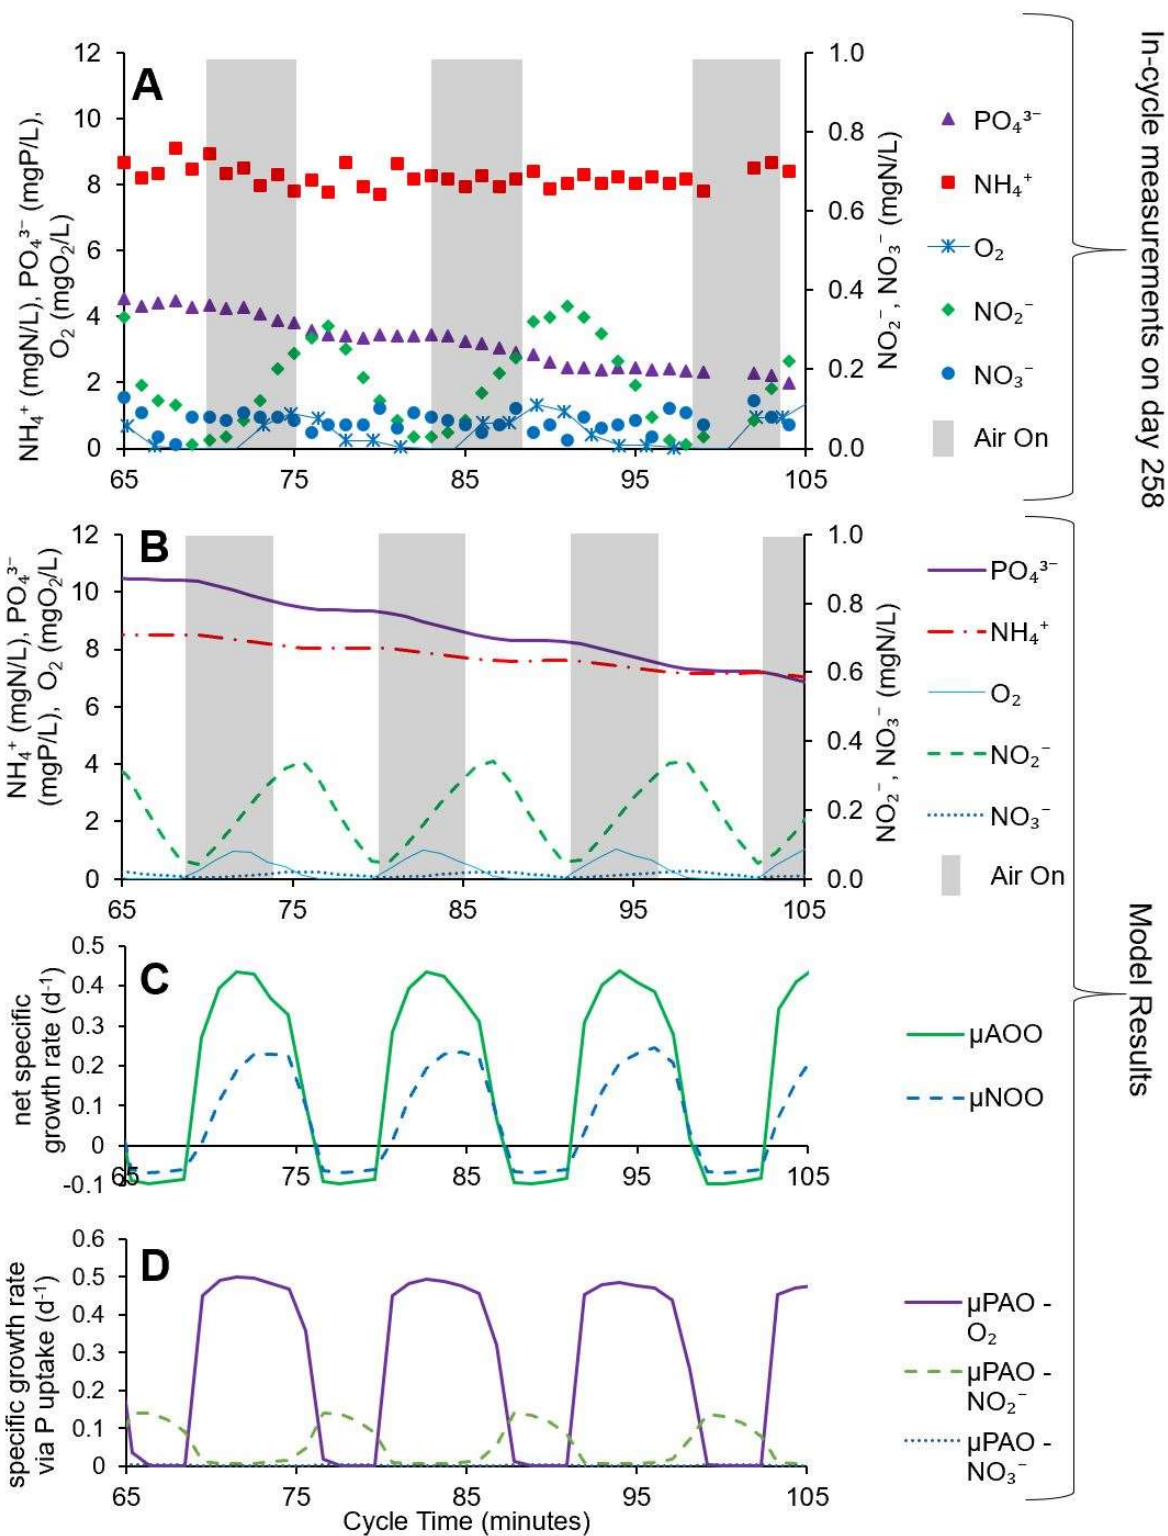 A
12
10
8
6
4
2
0
NH₄⁺ (mgN/L), PO₄³⁻ (mgP/L),
O₂ (mgO₂/L)
1.0
0.8
0.6
0.4
0.2
0.0
NO₂⁻, NO₃⁻ (mgN/L)
65 75 85 95 105
PO₄³⁻
NH₄⁺
O₂
NO₂⁻
NO₃⁻
Air On
In-cycle measurements on day 258
B
12
10
8
6
4
2
0
NH₄⁺ (mgN/L), PO₄³⁻
(mgP/L), O₂ (mgO₂/L)
1.0
0.8
0.6
0.4
0.2
0.0
NO₂⁻, NO₃⁻ (mgN/L)
65 75 85 95 105
PO₄³⁻
NH₄⁺
O₂
NO₂⁻
NO₃⁻
Air On
Model Results
C
0.5
0.4
0.3
0.2
0.1
0
-0.1
net specific
growth rate (d⁻¹)
65 75 85 95 105
μAOO
μNOO
D
0.6
0.5
0.4
0.3
0.2
0.1
0
specific growth rate
via P uptake (d⁻¹)
65 75 85 95 105
Cycle Time (minutes)
μPAO -
O₂
μPAO -
NO₂⁻
μPAO -
NO₃⁻